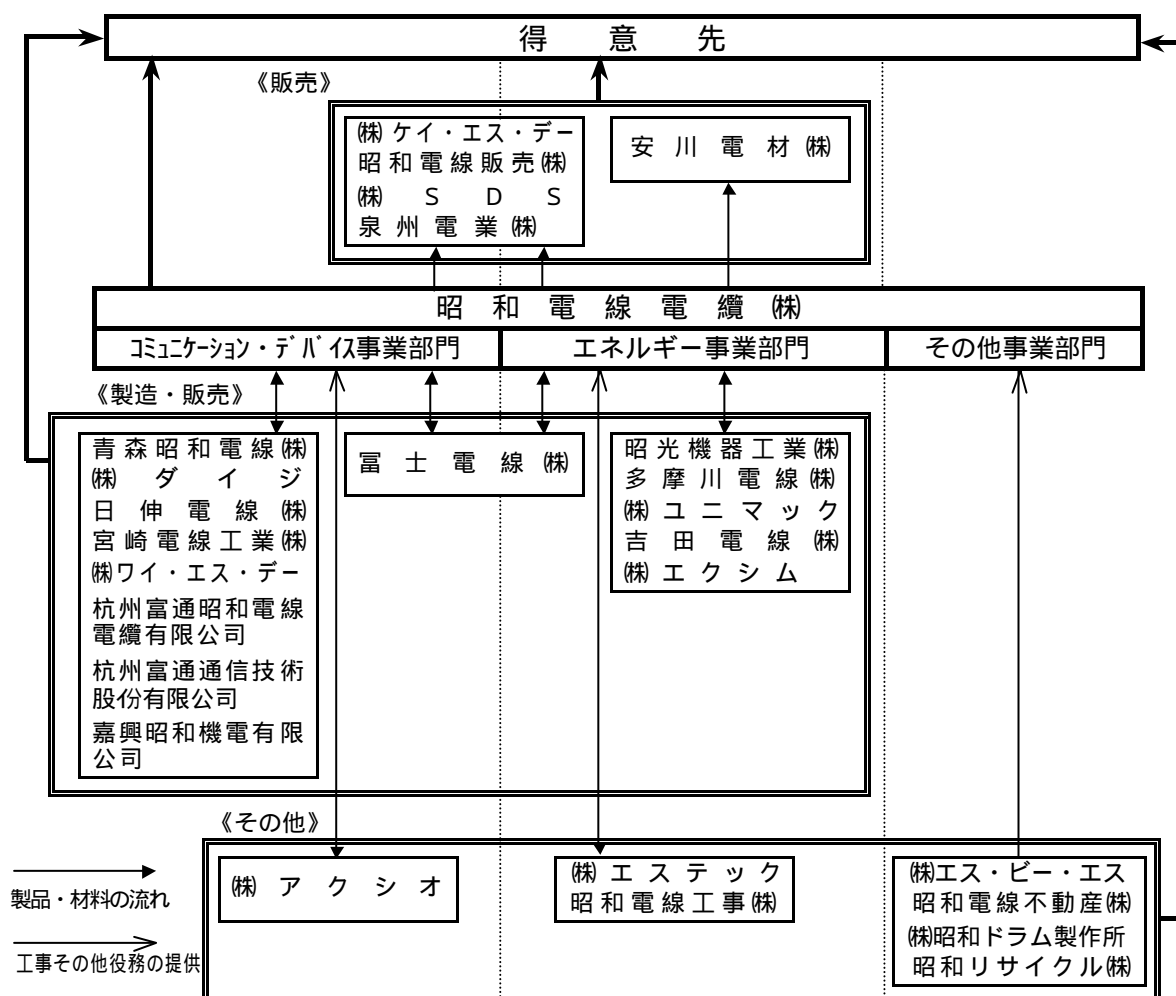 得意先
《販売》
㈱ケイ・エス・デー
昭和電線販売㈱
㈱SDS
泉州電業㈱
安川電材㈱
昭和電線電纜㈱
ｺﾐｭﾆｹｰｼｮﾝ・ﾃﾞﾊﾞｲｽ事業部門
エネルギー事業部門
その他事業部門
《製造・販売》
青森昭和電線㈱
㈱ダイジ
日伸電線㈱
宮崎電線工業㈱
㈱ワイ・エス・デー
杭州富通昭和電線
電纜有限公司
杭州富通通信技術
股份有限公司
嘉興昭和機電有限
公司
冨士電線㈱
昭光機器工業㈱
多摩川電線㈱
㈱ユニマック
吉田電線㈱
㈱エクシム
《その他》
㈱アクシオ
㈱エステック
昭和電線工事㈱
㈱エス・ビー・エス
昭和電線不動産㈱
㈱昭和ドラム製作所
昭和リサイクル㈱
製品・材料の流れ
工事その他役務の提供